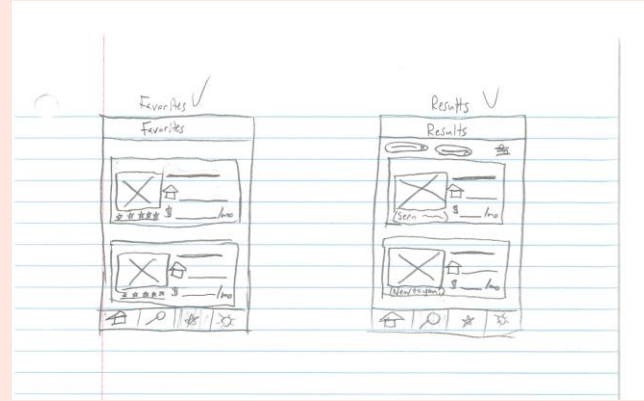 Favorites
Favorites
$ /mo
$ /mo
Results
Results
Seen
$ /mo
New to you
$ /mo